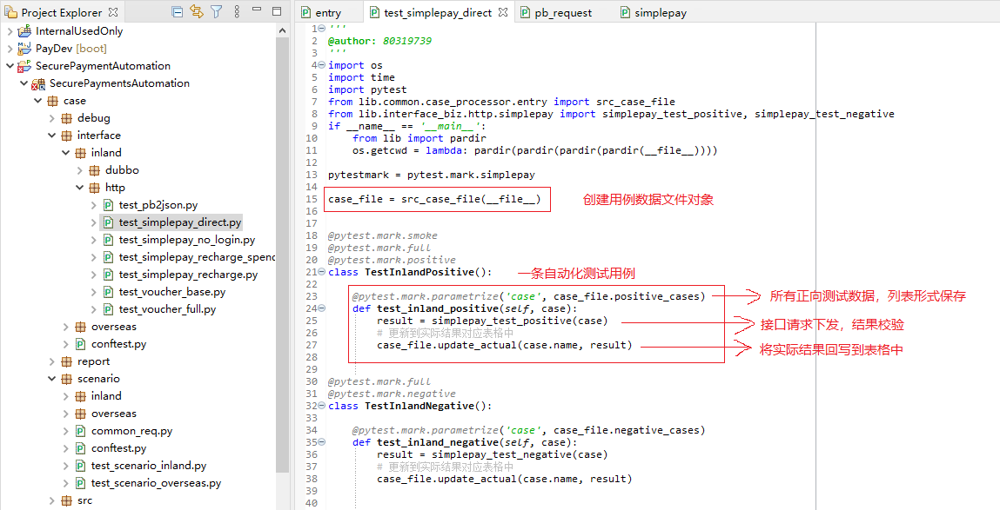 Project Explorer
InternalUsedOnly
PayDev [boot]
SecurePaymentAutomation
SecurePaymentsAutomation
case
debug
interface
inland
dubbo
http
test_pb2json.py
test_simplepay_direct.py
test_simplepay_no_login.py
test_simplepay_recharge_spend
test_simplepay_recharge.py
test_voucher_base.py
test_voucher_full.py
overseas
conftest.py
report
scenario
inland
overseas
common_req.py
conftest.py
test_scenario_inland.py
test_scenario_overseas.py
src
entry
test_simplepay_direct
pb_request
simplepay
1 '''
2 @author: 80319739
3 '''
4 import os
5 import time
6 import pytest
7 from lib.common.case_processor.entry import src_case_file
8 from lib.interface_biz.http.simplepay import simplepay_test_positive, simplepay_test_negative
9 if __name__ == '__main__':
10     from lib import pardir
11     os.getcwd = lambda: pardir(pardir(pardir(pardir(__file__))))
12
13 pytestmark = pytest.mark.simplepay
14
15 case_file = src_case_file(__file__) 创建用例数据文件对象
16
17
18 @pytest.mark.smoke
19 @pytest.mark.full
20 @pytest.mark.positive
21 class TestInlandPositive(): 一条自动化测试用例
22
23     @pytest.mark.parametrize('case', case_file.positive_cases) 所有正向测试数据，列表形式保存
24     def test_inland_positive(self, case):
25         result = simplepay_test_positive(case) 接口请求下发，结果校验
26         # 更新到实际结果对应表格中
27         case_file.update_actual(case.name, result) 将实际结果回写到表格中
28
29
30 @pytest.mark.full
31 @pytest.mark.negative
32 class TestInlandNegative():
33
34     @pytest.mark.parametrize('case', case_file.negative_cases)
35     def test_inland_negative(self, case):
36         result = simplepay_test_negative(case)
37         # 更新到实际结果对应表格中
38         case_file.update_actual(case.name, result)
39
40